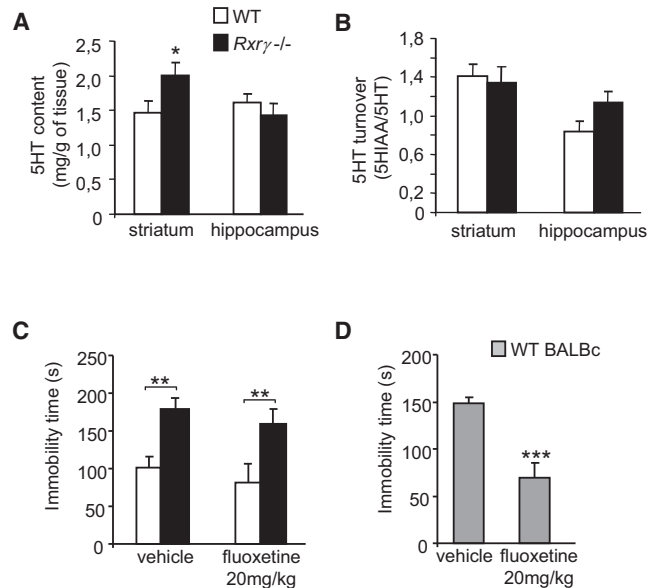 A
WT
Rxrγ-/-
5HT content
(mg/g of tissue)
2,5
2,0
1,5
1,0
0,5
0
*
striatum hippocampus
B
5HT turnover
(5HIAA/5HT)
1,8
1,4
1,0
0,6
0,2
0
striatum hippocampus
C
Immobility time (s)
250
200
150
100
50
0
**
**
vehicle fluoxetine
20mg/kg
D
WT BALBc
Immobility time (s)
200
150
100
50
0
***
vehicle fluoxetine
20mg/kg